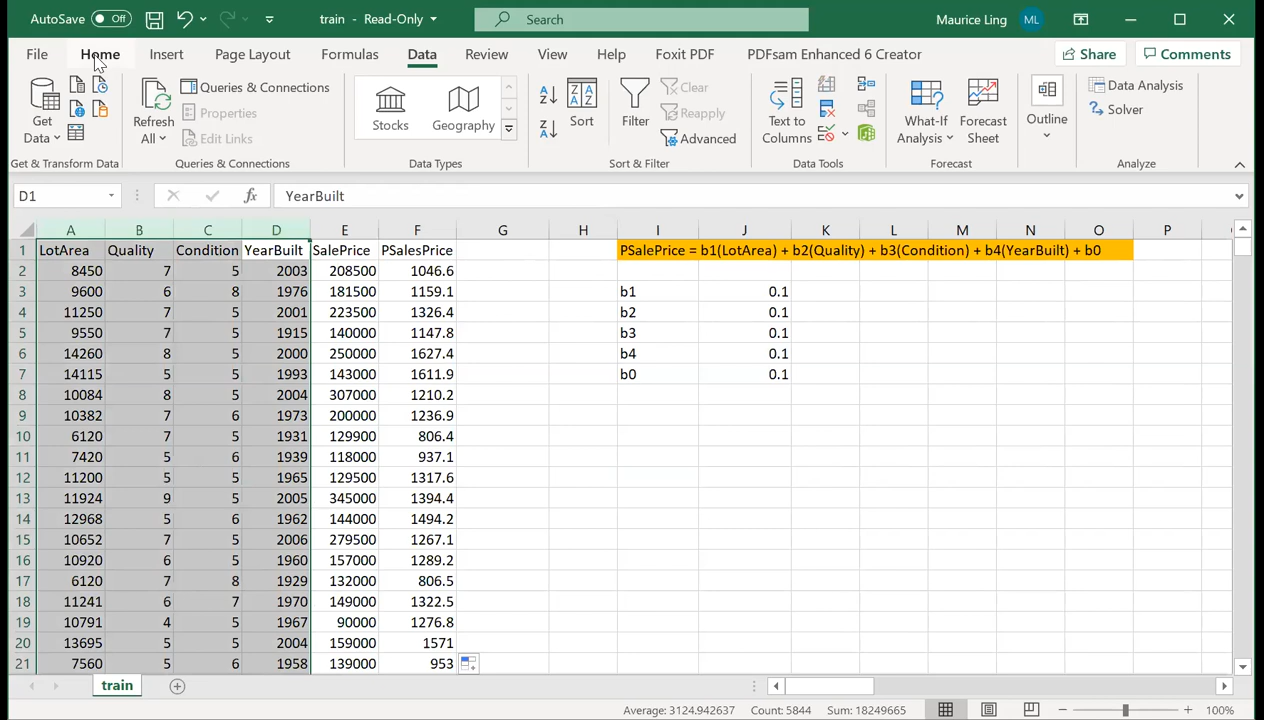 AutoSave Off train - Read-Only Search Maurice Ling ML
File Home Insert Page Layout Formulas Data Review View Help Foxit PDF PDFsam Enhanced 6 Creator Share Comments
Get Data
Refresh All
Queries & Connections
Properties
Edit Links
Stocks
Geography
Sort
Filter
Clear
Reapply
Advanced
Text to Columns
What-If Analysis
Forecast Sheet
Outline
Data Analysis
Solver
Get & Transform Data Queries & Connections Data Types Sort & Filter Data Tools Forecast Analyze
D1 fx YearBuilt
A B C D E F G H I J K L M N O P
1 LotArea Quality Condition YearBuilt SalePrice PSalesPrice PSalePrice = b1(LotArea) + b2(Quality) + b3(Condition) + b4(YearBuilt) + b0
2 8450 7 5 2003 208500 1046.6
3 9600 6 8 1976 181500 1159.1 b1 0.1
4 11250 7 5 2001 223500 1326.4 b2 0.1
5 9550 7 5 1915 140000 1147.8 b3 0.1
6 14260 8 5 2000 250000 1627.4 b4 0.1
7 14115 5 5 1993 143000 1611.9 b0 0.1
8 10084 8 5 2004 307000 1210.2
9 10382 7 6 1973 200000 1236.9
10 6120 7 5 1931 129900 806.4
11 7420 5 6 1939 118000 937.1
12 11200 5 5 1965 129500 1317.6
13 11924 9 5 2005 345000 1394.4
14 12968 5 6 1962 144000 1494.2
15 10652 7 5 2006 279500 1267.1
16 10920 6 5 1960 157000 1289.2
17 6120 7 8 1929 132000 806.5
18 11241 6 7 1970 149000 1322.5
19 10791 4 5 1967 90000 1276.8
20 13695 5 5 2004 159000 1571
21 7560 5 6 1958 139000 953
train
Average: 3124.942637 Count: 5844 Sum: 18249665 100%